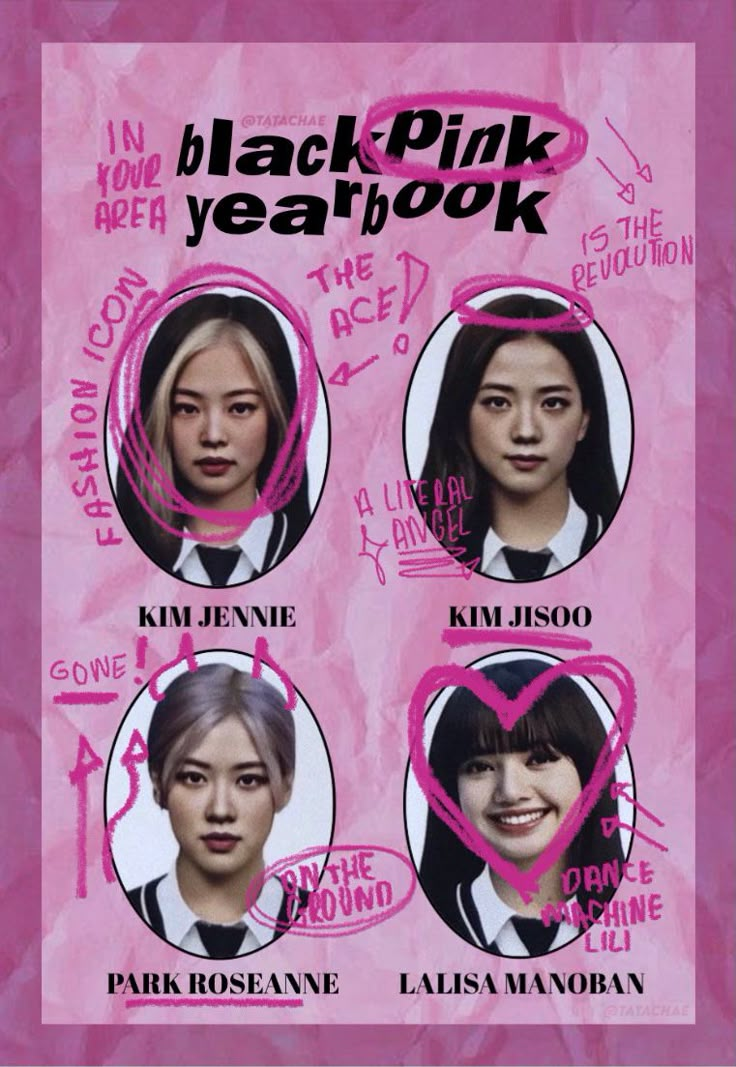 @TATACHAE
IN
YOUR
AREA
blackpink
yearbook
IS THE
REVOLUTION
THE
ACE!
FASHION ICON
A LITERAL
ANGEL
KIM JENNIE
KIM JISOO
GONE!
ON THE
GROUND
DANCE
MACHINE
LILI
PARK ROSEANNE
LALISA MANOBAN
@TATACHAE